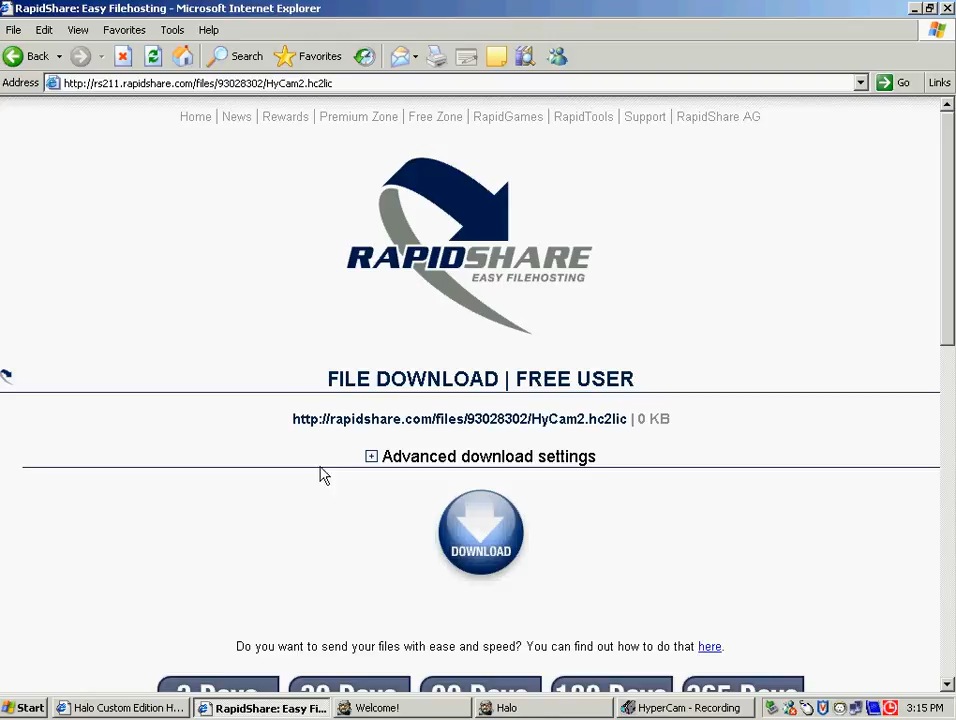 RapidShare: Easy Filehosting - Microsoft Internet Explorer
File Edit View Favorites Tools Help
Back Search Favorites
Address http://rs211.rapidshare.com/files/93028302/HyCam2.hc2lic Go Links
Home | News | Rewards | Premium Zone | Free Zone | RapidGames | RapidTools | Support | RapidShare AG
RAPIDSHARE
EASY FILEHOSTING
FILE DOWNLOAD | FREE USER
http://rapidshare.com/files/93028302/HyCam2.hc2lic | 0 KB
Advanced download settings
DOWNLOAD
Do you want to send your files with ease and speed? You can find out how to do that here.
Start Halo Custom Edition H... RapidShare: Easy Fi... Welcome! Halo HyperCam - Recording 3:15 PM